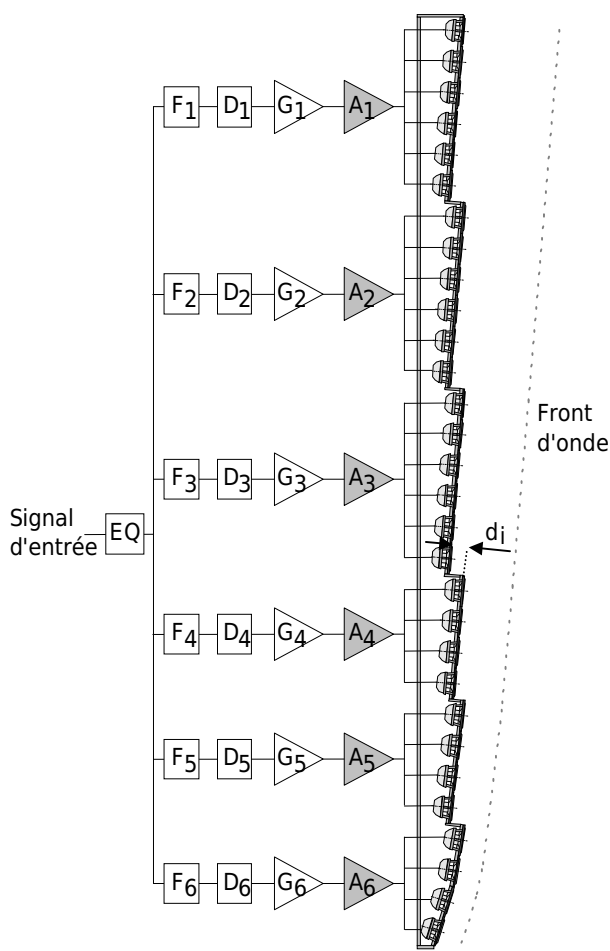 F1 D1 G1 A1
F2 D2 G2 A2
Front
d'onde
F3 D3 G3 A3
Signal
d'entrée
EQ
di
F4 D4 G4 A4
F5 D5 G5 A5
F6 D6 G6 A6